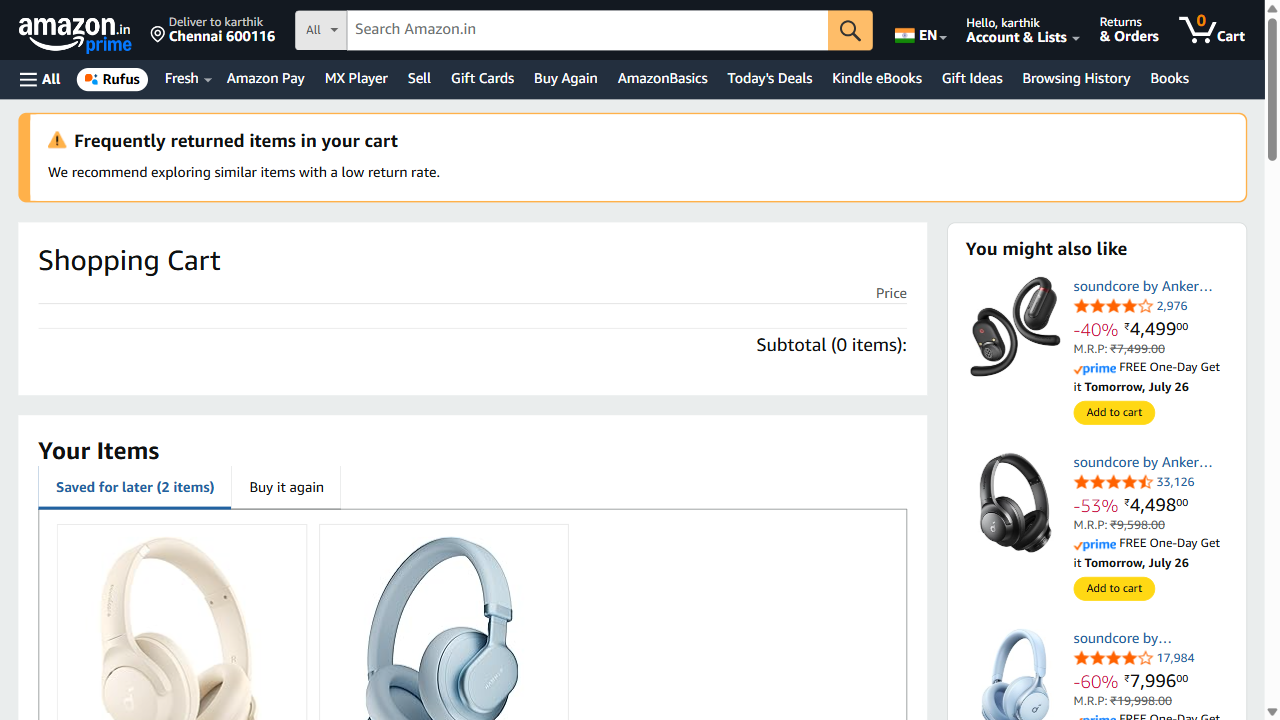 amazon.in
prime
Deliver to karthik
Chennai 600116
All
Search Amazon.in
EN
Hello, karthik
Account & Lists
Returns
& Orders
0
Cart
All
Rufus
Fresh
Amazon Pay
MX Player
Sell
Gift Cards
Buy Again
AmazonBasics
Today's Deals
Kindle eBooks
Gift Ideas
Browsing History
Books
Frequently returned items in your cart
We recommend exploring similar items with a low return rate.
Shopping Cart
Price
Subtotal (0 items):
Your Items
Saved for later (2 items)
Buy it again
You might also like
soundcore by Anker…
2,976
-40% ₹4,49900
M.R.P: ₹7,499.00
prime FREE One-Day Get
it Tomorrow, July 26
Add to cart
soundcore by Anker…
33,126
-53% ₹4,49800
M.R.P: ₹9,598.00
prime FREE One-Day Get
it Tomorrow, July 26
Add to cart
soundcore by…
17,984
-60% ₹7,99600
M.R.P: ₹19,998.00
prime FREE One-Day Get